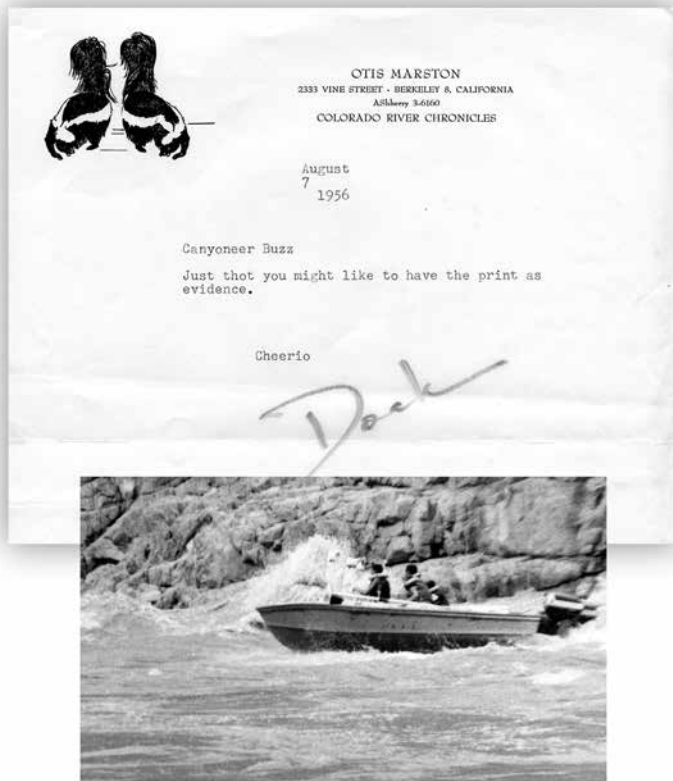 OTIS MARSTON
2333 VINE STREET - BERKELEY 8, CALIFORNIA
AShberry 3-6160
COLORADO RIVER CHRONICLES
August
7
1956
Canyoneer Buzz
Just thot you might like to have the print as
evidence.
Cheerio
Dock